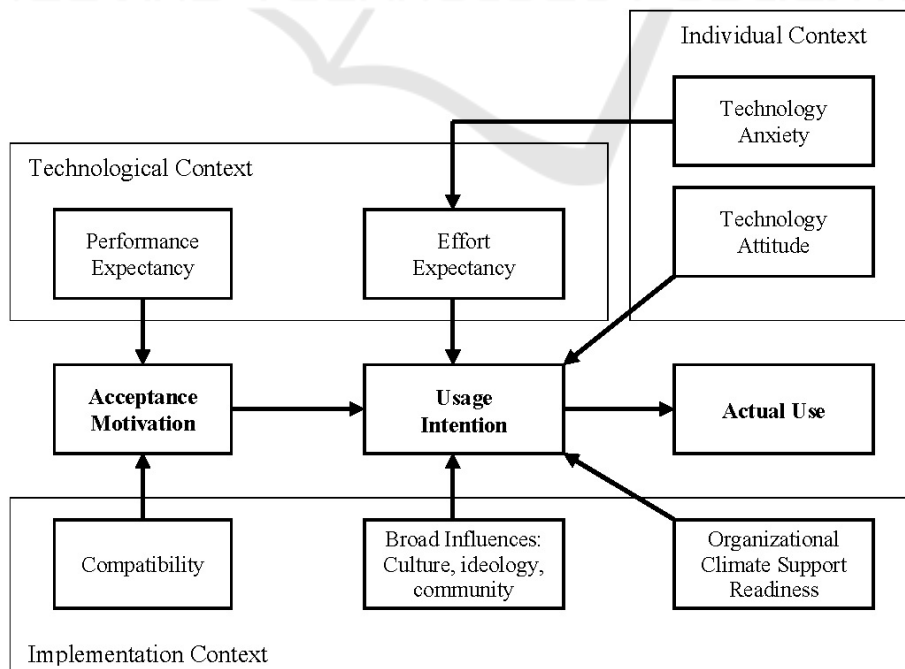 Individual Context
Technology
Anxiety
Technological Context
Performance
Expectancy
Effort
Expectancy
Technology
Attitude
Acceptance
Motivation
Usage
Intention
Actual Use
Compatibility
Broad Influences:
Culture, ideology,
community
Organizational
Climate Support
Readiness
Implementation Context